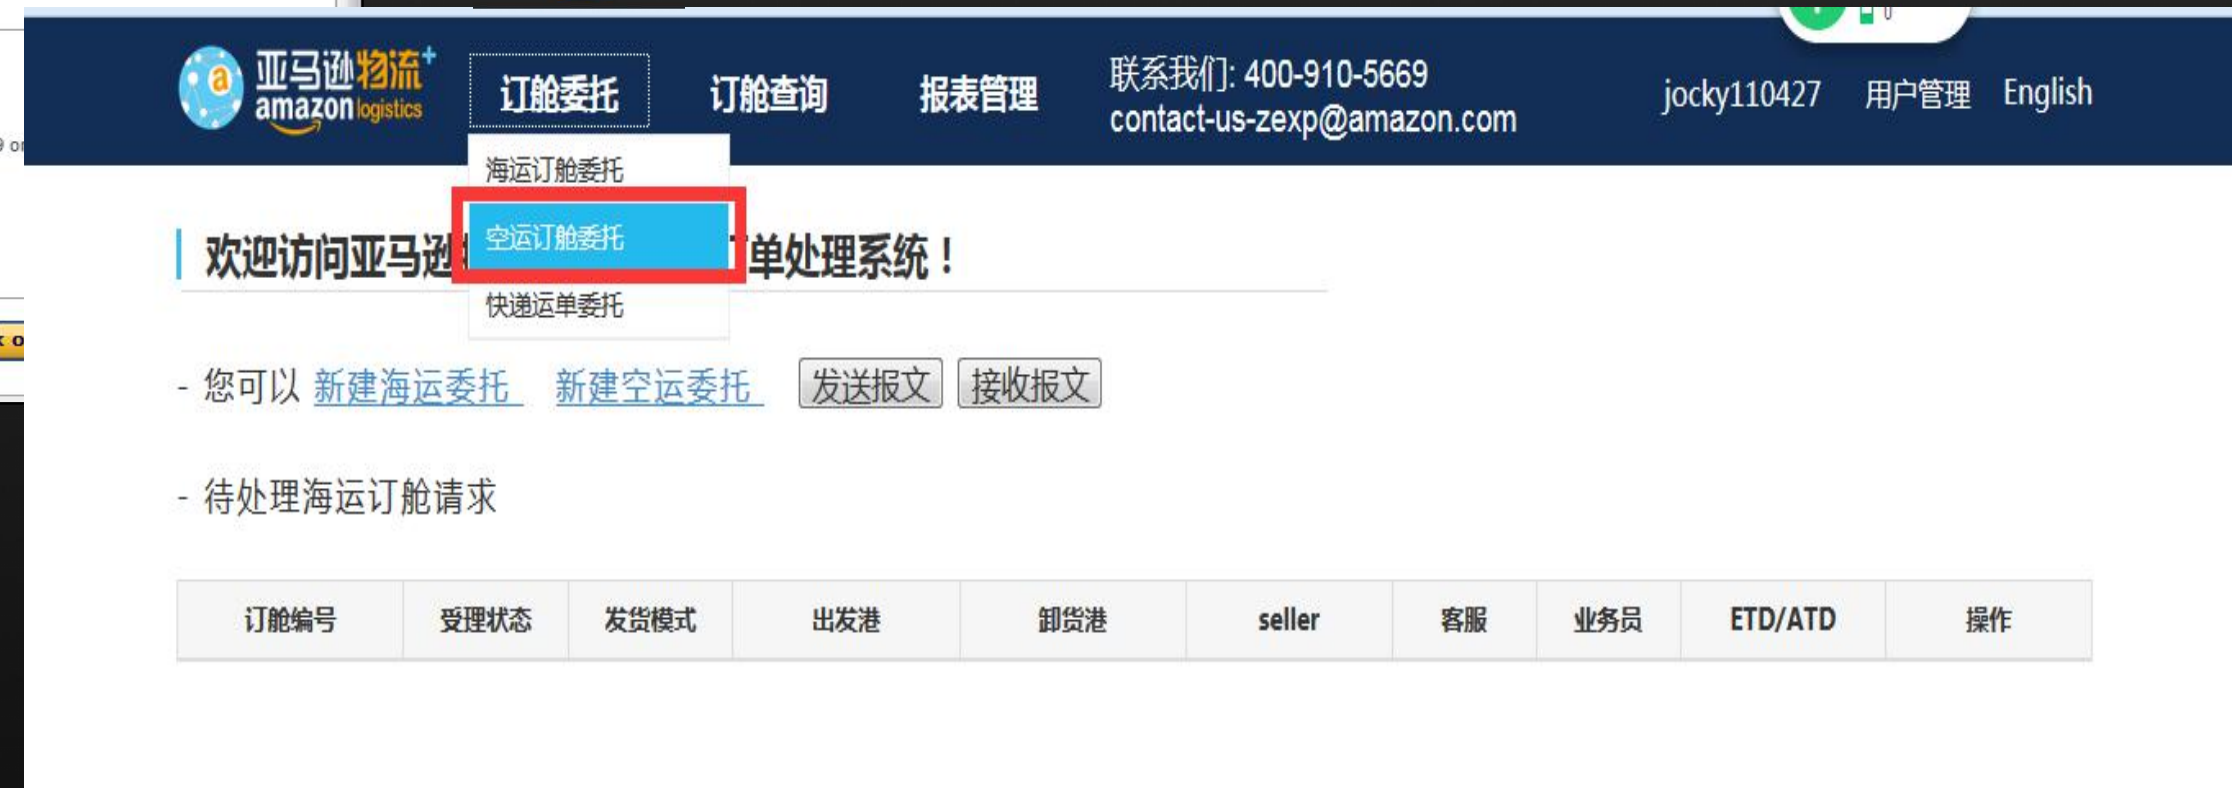 亚马逊物流+
amazon logistics
订舱委托
订舱查询
报表管理
联系我们: 400-910-5669
contact-us-zexp@amazon.com
jocky110427
用户管理
English
海运订舱委托
空运订舱委托
快递运单委托
欢迎访问亚马逊 单处理系统！
- 您可以 新建海运委托 新建空运委托 发送报文 接收报文
- 待处理海运订舱请求
订舱编号 受理状态 发货模式 出发港 卸货港 seller 客服 业务员 ETD/ATD 操作